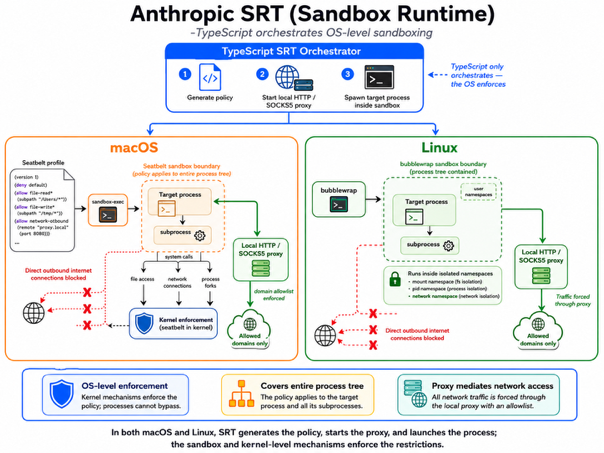 Anthropic SRT (Sandbox Runtime)
-TypeScript orchestrates OS-level sandboxing
TypeScript SRT Orchestrator
1
Generate policy
2
Start local HTTP /
SOCKS5 proxy
3
Spawn target process
inside sandbox
TypeScript only
orchestrates —
the OS enforces
macOS
Seatbelt profile
(version 1)
(deny default)
(allow file-read*
(subpath "/Users/*"))
(allow file-write*
(subpath "/tmp/*"))
(allow network-outbound
(remote "proxy.local"
(port 8080)))
...
sandbox-exec
Seatbelt sandbox boundary
(policy applies to entire process tree)
Target process
subprocess
system calls
file access
network
connections
process
forks
Kernel enforcement
(seatbelt in kernel)
Direct outbound internet
connections blocked
Local HTTP /
SOCKS5 proxy
domain allowlist
enforced
Allowed
domains only
Linux
bubblewrap
bubblewrap sandbox boundary
(process tree contained)
user
namespaces
Target process
subprocess
Runs inside isolated namespaces
- mount namespace (fs isolation)
- pid-namespace (process isolation)
- network namespace (network isolation)
Direct outbound internet
connections blocked
Local HTTP /
SOCKS5 proxy
Traffic forced
through proxy
Allowed
domains only
OS-level enforcement
Kernel mechanisms enforce the
policy; processes cannot bypass.
Covers entire process tree
The policy applies to the target
process and all its subprocesses.
Proxy mediates network access
All network traffic is forced through
the local proxy with an allowlist.
In both macOS and Linux, SRT generates the policy, starts the proxy, and launches the process;
the sandbox and kernel-level mechanisms enforce the restrictions.